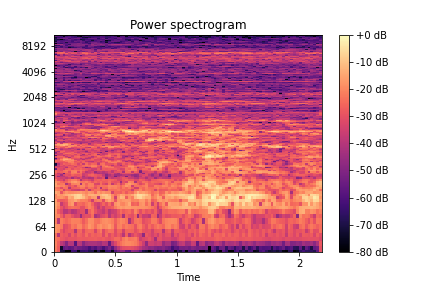 Power spectrogram
8192
4096
2048
1024
512
256
128
64
0
Hz
0 0.5 1 1.5 2
Time
+0 dB
-10 dB
-20 dB
-30 dB
-40 dB
-50 dB
-60 dB
-70 dB
-80 dB